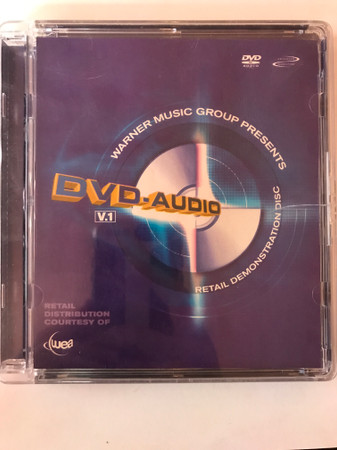 DVD
WARNER MUSIC GROUP PRESENTS
DVD-AUDIO
V.1
RETAIL DEMONSTRATION DISC
RETAIL
DISTRIBUTION
COURTESY OF
wea